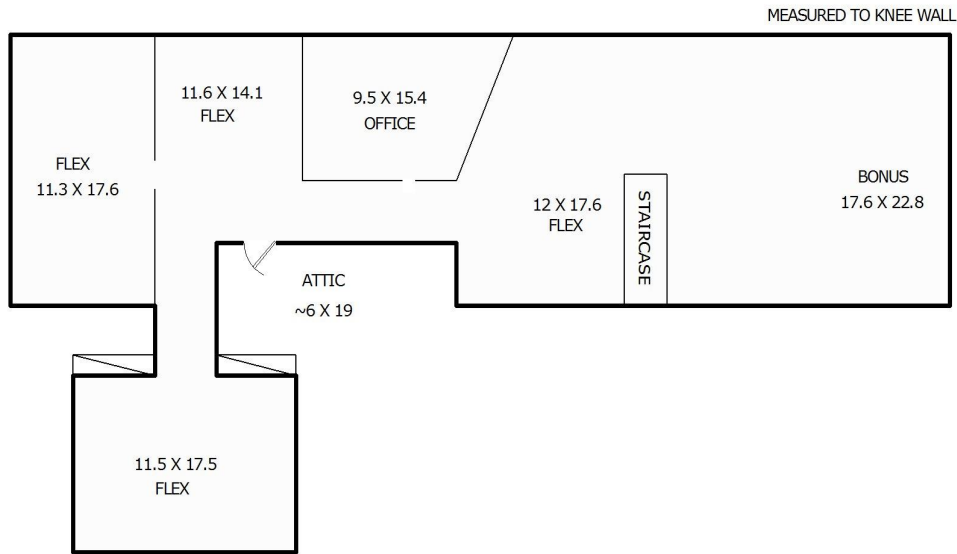 MEASURED TO KNEE WALL
11.6 X 14.1
FLEX
9.5 X 15.4
OFFICE
FLEX
11.3 X 17.6
12 X 17.6
FLEX
STAIRCASE
BONUS
17.6 X 22.8
ATTIC
~6 X 19
11.5 X 17.5
FLEX